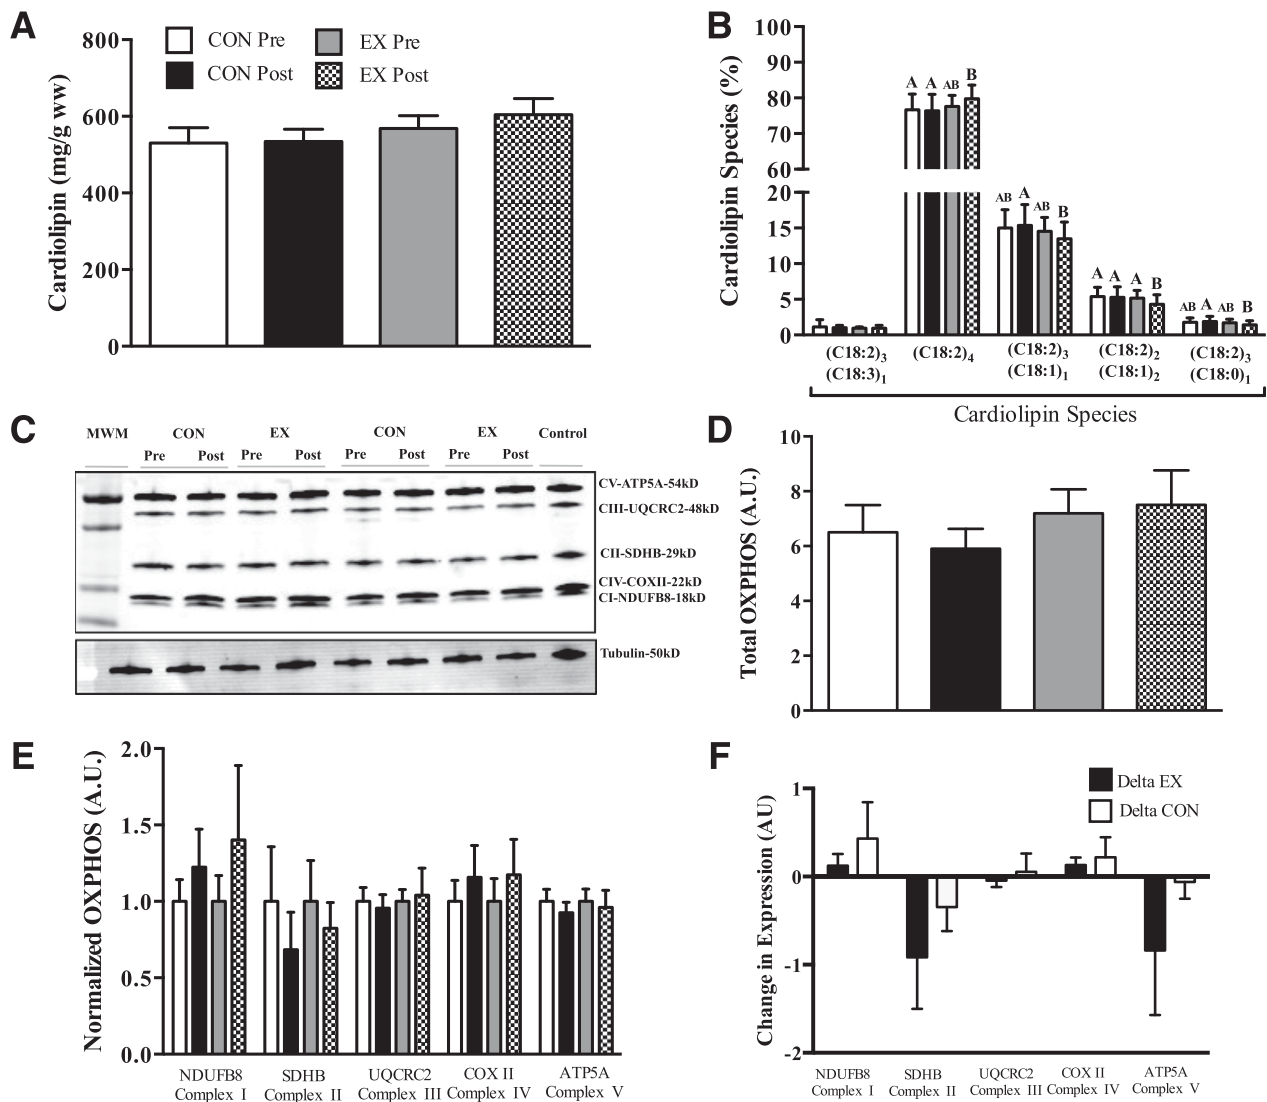 A
Cardiolipin (mg/g ww)
800
600
400
200
0
CON Pre
EX Pre
CON Post
EX Post
B
Cardiolipin Species (%)
100
90
80
70
60
20
15
10
5
0
A A AB B
AB A AB B
A A A B
AB A AB B
(C18:2)3
(C18:3)1
(C18:2)4
(C18:2)3
(C18:1)1
(C18:2)2
(C18:1)2
(C18:2)3
(C18:0)1
Cardiolipin Species
C
MWM CON EX CON EX Control
Pre Post Pre Post Pre Post Pre Post
CV-ATP5A-54kD
CIII-UQCRC2-48kD
CII-SDHB-29kD
CIV-COXII-22kD
CI-NDUFB8-18kD
Tubulin-50kD
D
Total OXPHOS (A.U.)
10
8
6
4
2
0
E
Normalized OXPHOS (A.U.)
2.0
1.5
1.0
0.5
0.0
NDUFB8
Complex I
SDHB
Complex II
UQCRC2
Complex III
COX II
Complex IV
ATP5A
Complex V
F
Change in Expression (AU)
1
0
-1
-2
Delta EX
Delta CON
NDUFB8
Complex I
SDHB
Complex II
UQCRC2
Complex III
COX II
Complex IV
ATP5A
Complex V